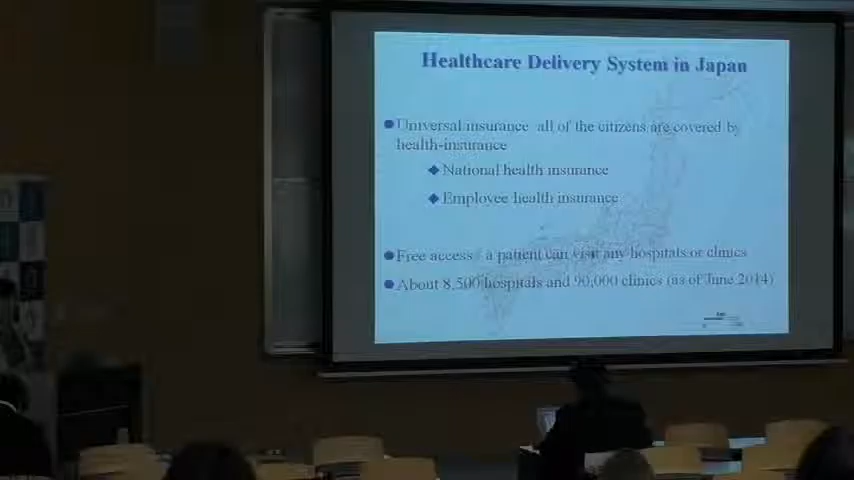 Healthcare Delivery System in Japan
●Universal insurance all of the citizens are covered by
health-insurance
◆National health insurance
◆Employee health insurance
●Free access / a patient can visit any hospitals or clinics
●About 8,500 hospitals and 90,000 clinics (as of June 2014)